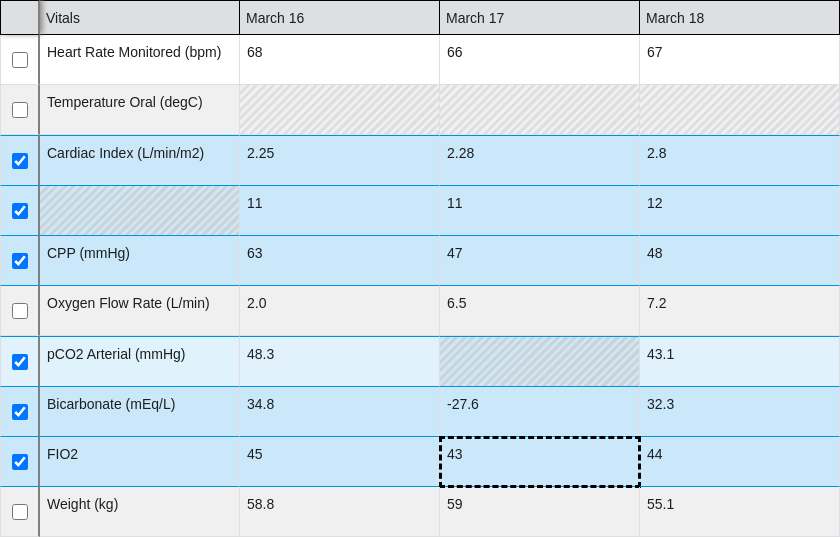 Vitals March 16 March 17 March 18
Heart Rate Monitored (bpm) 68 66 67
Temperature Oral (degC)
Cardiac Index (L/min/m2) 2.25 2.28 2.8
11 11 12
CPP (mmHg) 63 47 48
Oxygen Flow Rate (L/min) 2.0 6.5 7.2
pCO2 Arterial (mmHg) 48.3 43.1
Bicarbonate (mEq/L) 34.8 -27.6 32.3
FIO2 45 43 44
Weight (kg) 58.8 59 55.1